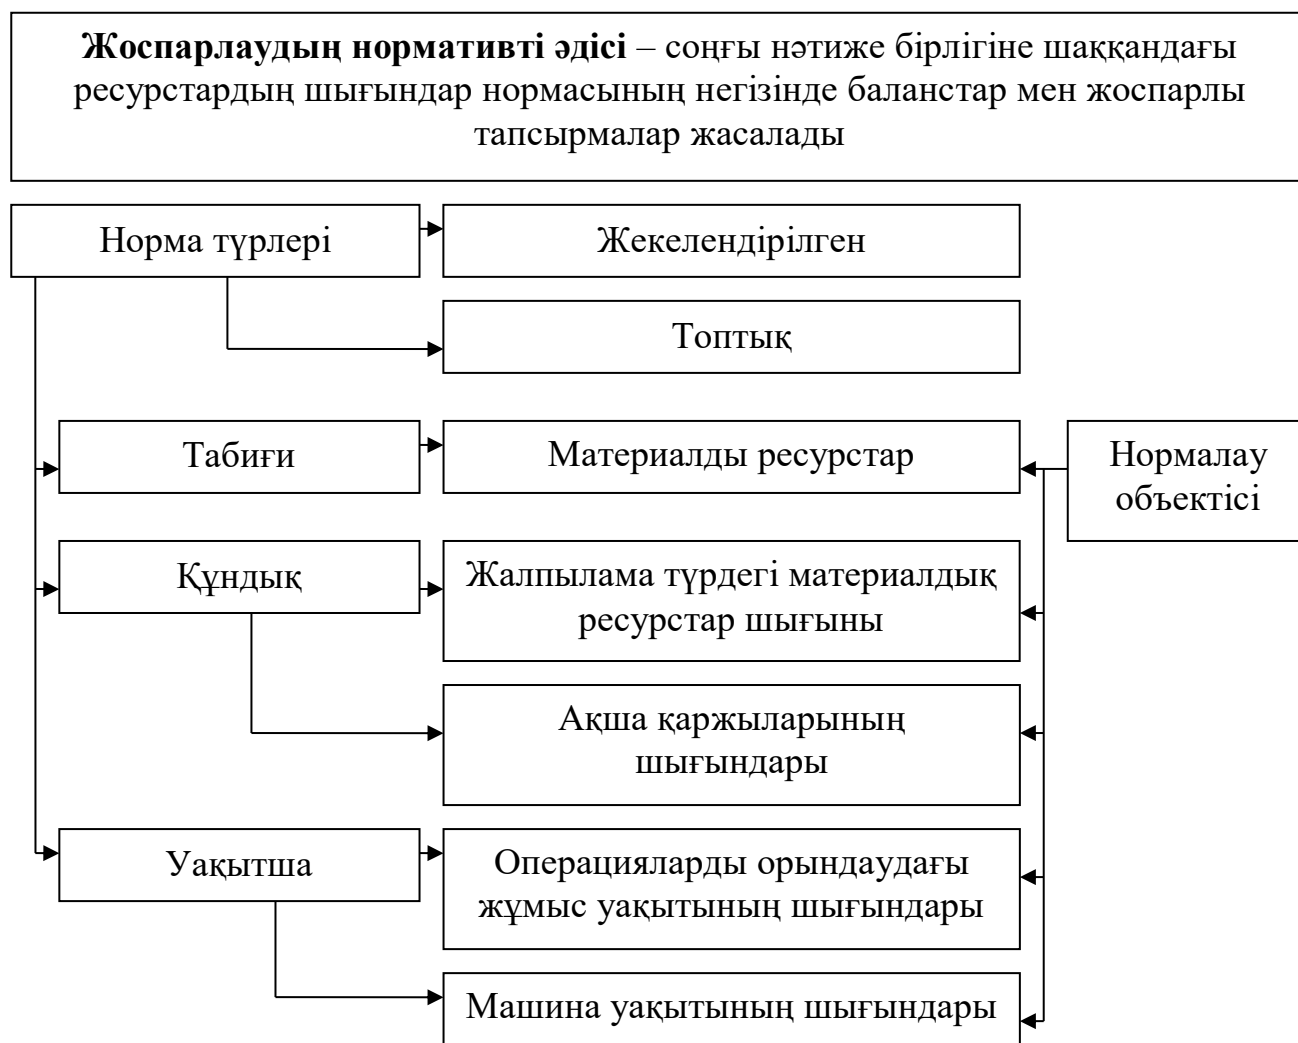 Жоспарлаудың нормативті әдісі – соңғы нәтиже бірлігіне шаққандағы
ресурстардың шығындар нормасының негізінде баланстар мен жоспарлы
тапсырмалар жасалады
Норма түрлері
Жекелендірілген
Топтық
Табиғи
Материалды ресурстар
Нормалау
объектісі
Құндық
Жалпылама түрдегі материалдық
ресурстар шығыны
Ақша қаржыларының
шығындары
Уақытша
Операцияларды орындаудағы
жұмыс уақытының шығындары
Машина уақытының шығындары